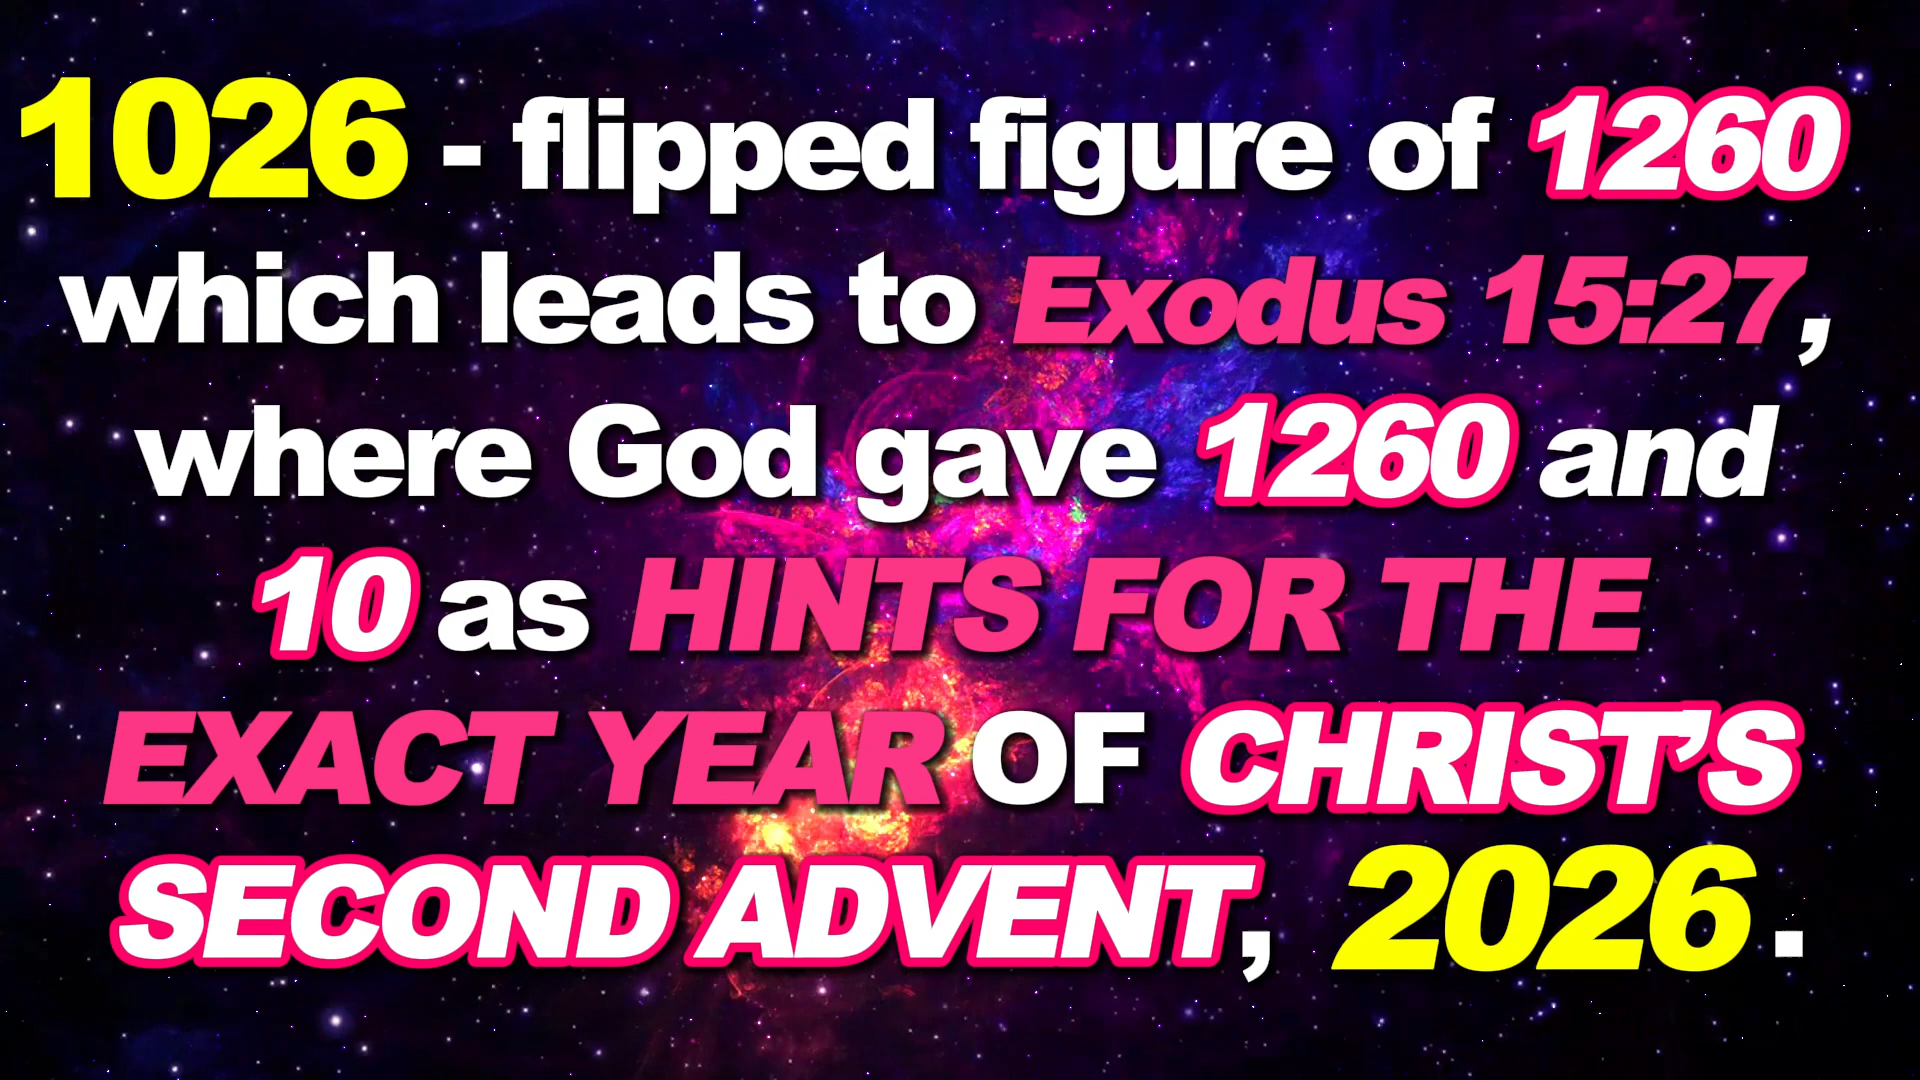 1026 - flipped figure of 1260
which leads to Exodus 15:27,
where God gave 1260 and
10 as HINTS FOR THE
EXACT YEAR OF CHRIST'S
SECOND ADVENT, 2026.